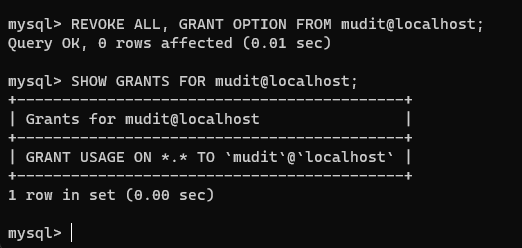 mysql> REVOKE ALL, GRANT OPTION FROM mudit@localhost;
Query OK, 0 rows affected (0.01 sec)
mysql> SHOW GRANTS FOR mudit@localhost;
+-------------------------------------------+
| Grants for mudit@localhost                |
+-------------------------------------------+
| GRANT USAGE ON *.* TO `mudit`@`localhost` |
+-------------------------------------------+
1 row in set (0.00 sec)
mysql>